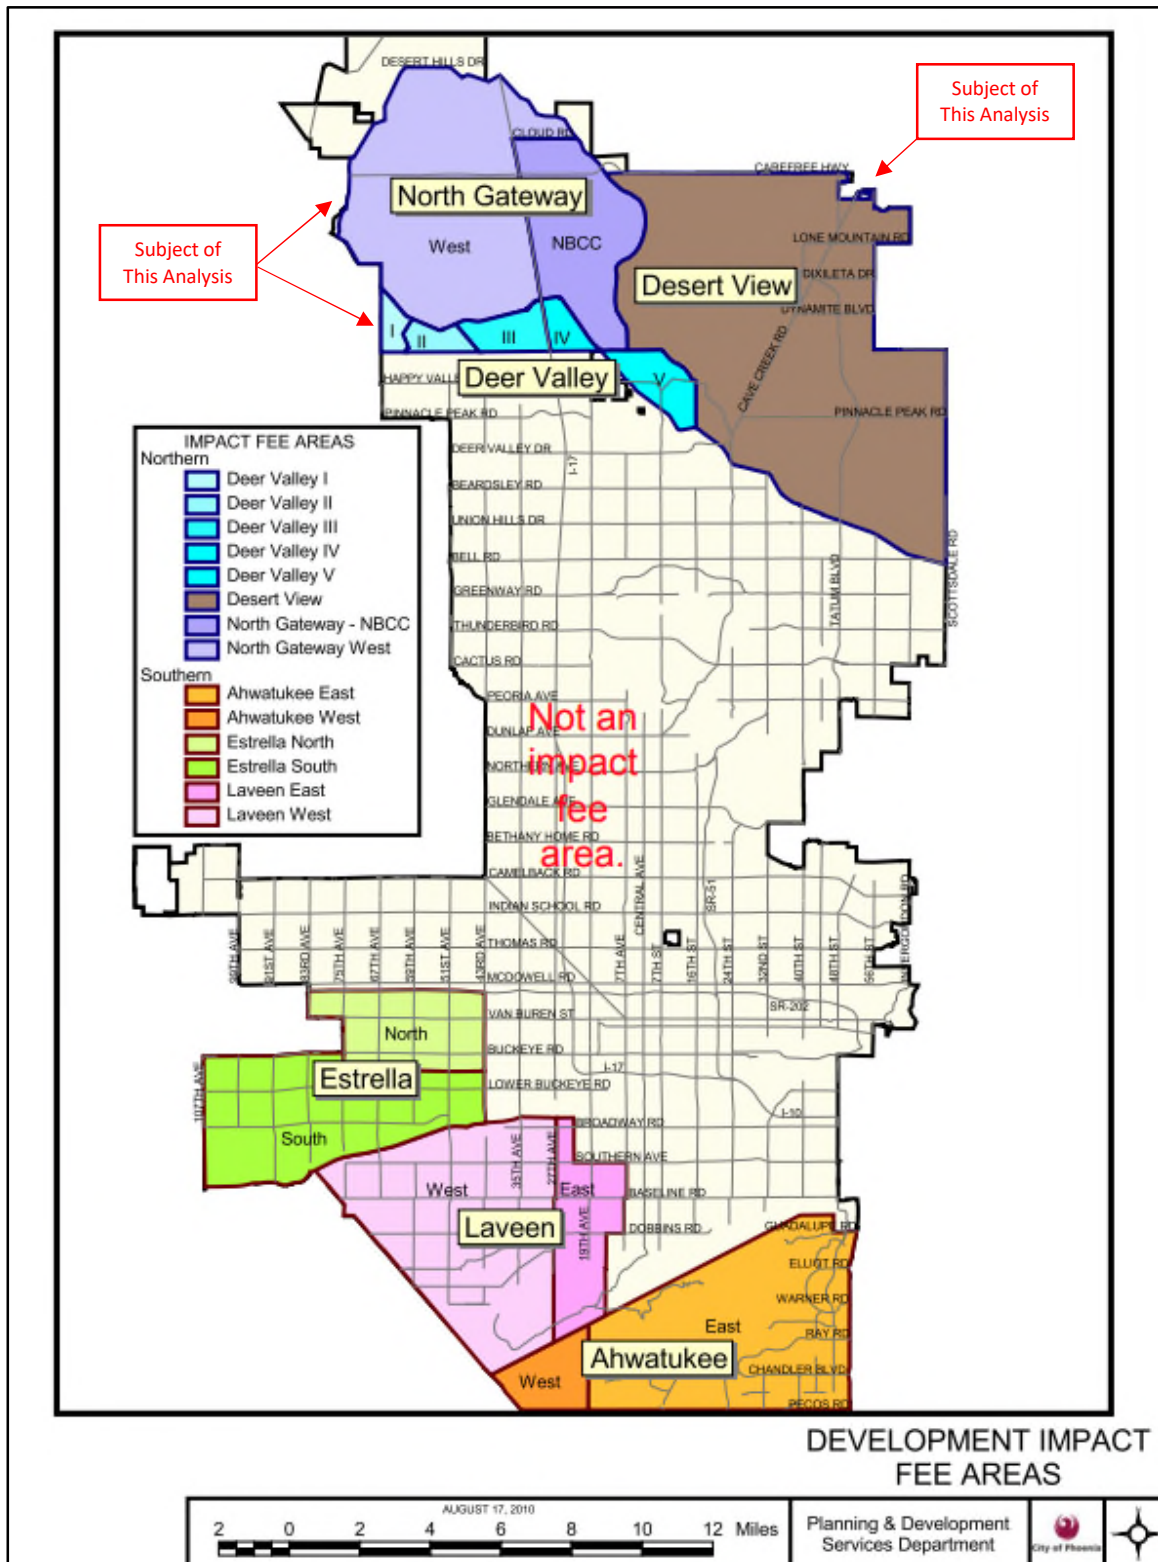 DESERT HILLS DR
Subject of
This Analysis
CLOUD RD
CAREFREE HWY
North Gateway
West
NBCC
LONE MOUNTAIN RD
Subject of
This Analysis
DIXILETA DR
Desert View
DYNAMITE BLVD
I
II
III
IV
HAPPY VALLE
Deer Valley
V
CAVE CREEK RD
PINNACLE PEAK RD
PINNACLE PEAK RD
IMPACT FEE AREAS
Northern
Deer Valley I
Deer Valley II
Deer Valley III
Deer Valley IV
Deer Valley V
Desert View
North Gateway - NBCC
North Gateway West
Southern
Ahwatukee East
Ahwatukee West
Estrella North
Estrella South
Laveen East
Laveen West
DEER VALLEY DR
I-17
BEARDSLEY RD
UNION HILLS DR
BELL RD
GREENWAY RD
TATUM BLVD
SCOTTSDALE RD
THUNDERBIRD RD
CACTUS RD
PEORIA AVE
DUNLAP AVE
NORTHERN AVE
GLENDALE AVE
BETHANY HOME RD
Not an
impact
fee
area.
CAMELBACK RD
INDIAN SCHOOL RD
THOMAS RD
MCDOWELL RD
99TH AVE
91ST AVE
83RD AVE
75TH AVE
67TH AVE
59TH AVE
51ST AVE
43RD AVE
7TH AVE
CENTRAL AVE
7TH ST
16TH ST
SR-51
24TH ST
32ND ST
40TH ST
48TH ST
56TH ST
SR-202
VAN BUREN ST
North
BUCKEYE RD
I-17
Estrella
LOWER BUCKEYE RD
107TH AVE
I-10
BROADWAY RD
South
SOUTHERN AVE
35TH AVE
27TH AVE
West
East
BASELINE RD
Laveen
19TH AVE
DOBBINS RD
GUADALUPE RD
ELLIOT RD
WARNER RD
East
RAY RD
Ahwatukee
CHANDLER BLVD
West
PECOS RD
DEVELOPMENT IMPACT
FEE AREAS
AUGUST 17, 2010
2 0 2 4 6 8 10 12 Miles
Planning & Development
Services Department
City of Phoenix